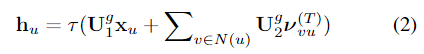 h_u = τ(U_1^g x_u + ∑_{v∈N(u)} U_2^g ν_{vu}^{(T)}) (2)